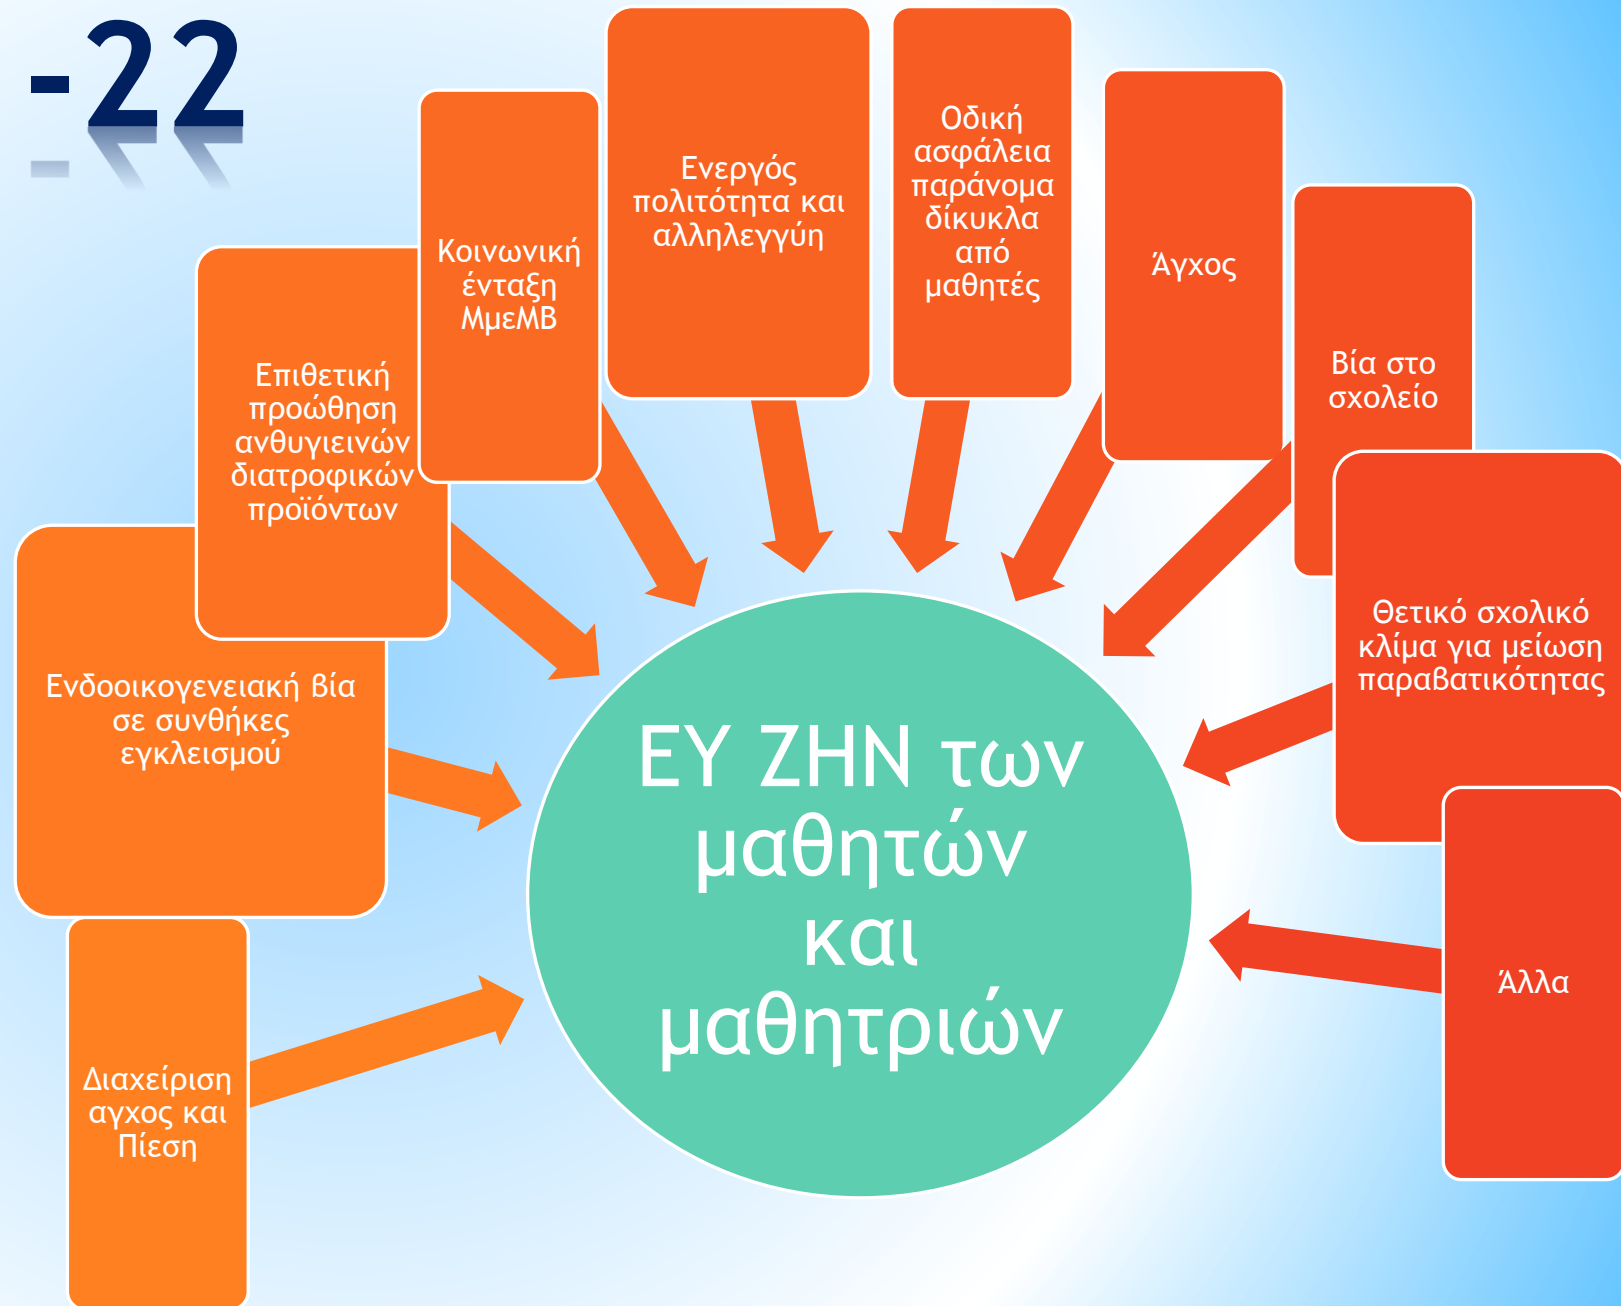 -22
Διαχείριση
αγχος και
Πίεση
Ενδοοικογενειακή βία
σε συνθήκες
εγκλεισμού
Επιθετική
προώθηση
ανθυγιεινών
διατροφικών
προϊόντων
Κοινωνική
ένταξη
ΜμεΜΒ
Ενεργός
πολιτότητα και
αλληλεγγύη
Οδική
ασφάλεια
παράνομα
δίκυκλα
από
μαθητές
Άγχος
Βία στο
σχολείο
Θετικό σχολικό
κλίμα για μείωση
παραβατικότητας
Άλλα
ΕΥ ΖΗΝ των
μαθητών
και
μαθητριών